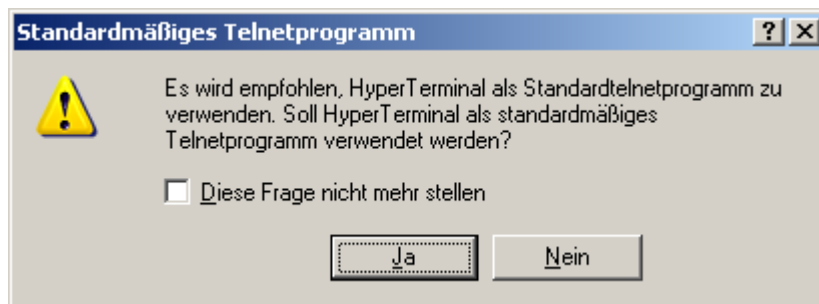 Standardmäßiges Telnetprogramm
Es wird empfohlen, HyperTerminal als Standardtelnetprogramm zu
verwenden. Soll HyperTerminal als standardmäßiges
Telnetprogramm verwendet werden?
Diese Frage nicht mehr stellen
Ja
Nein